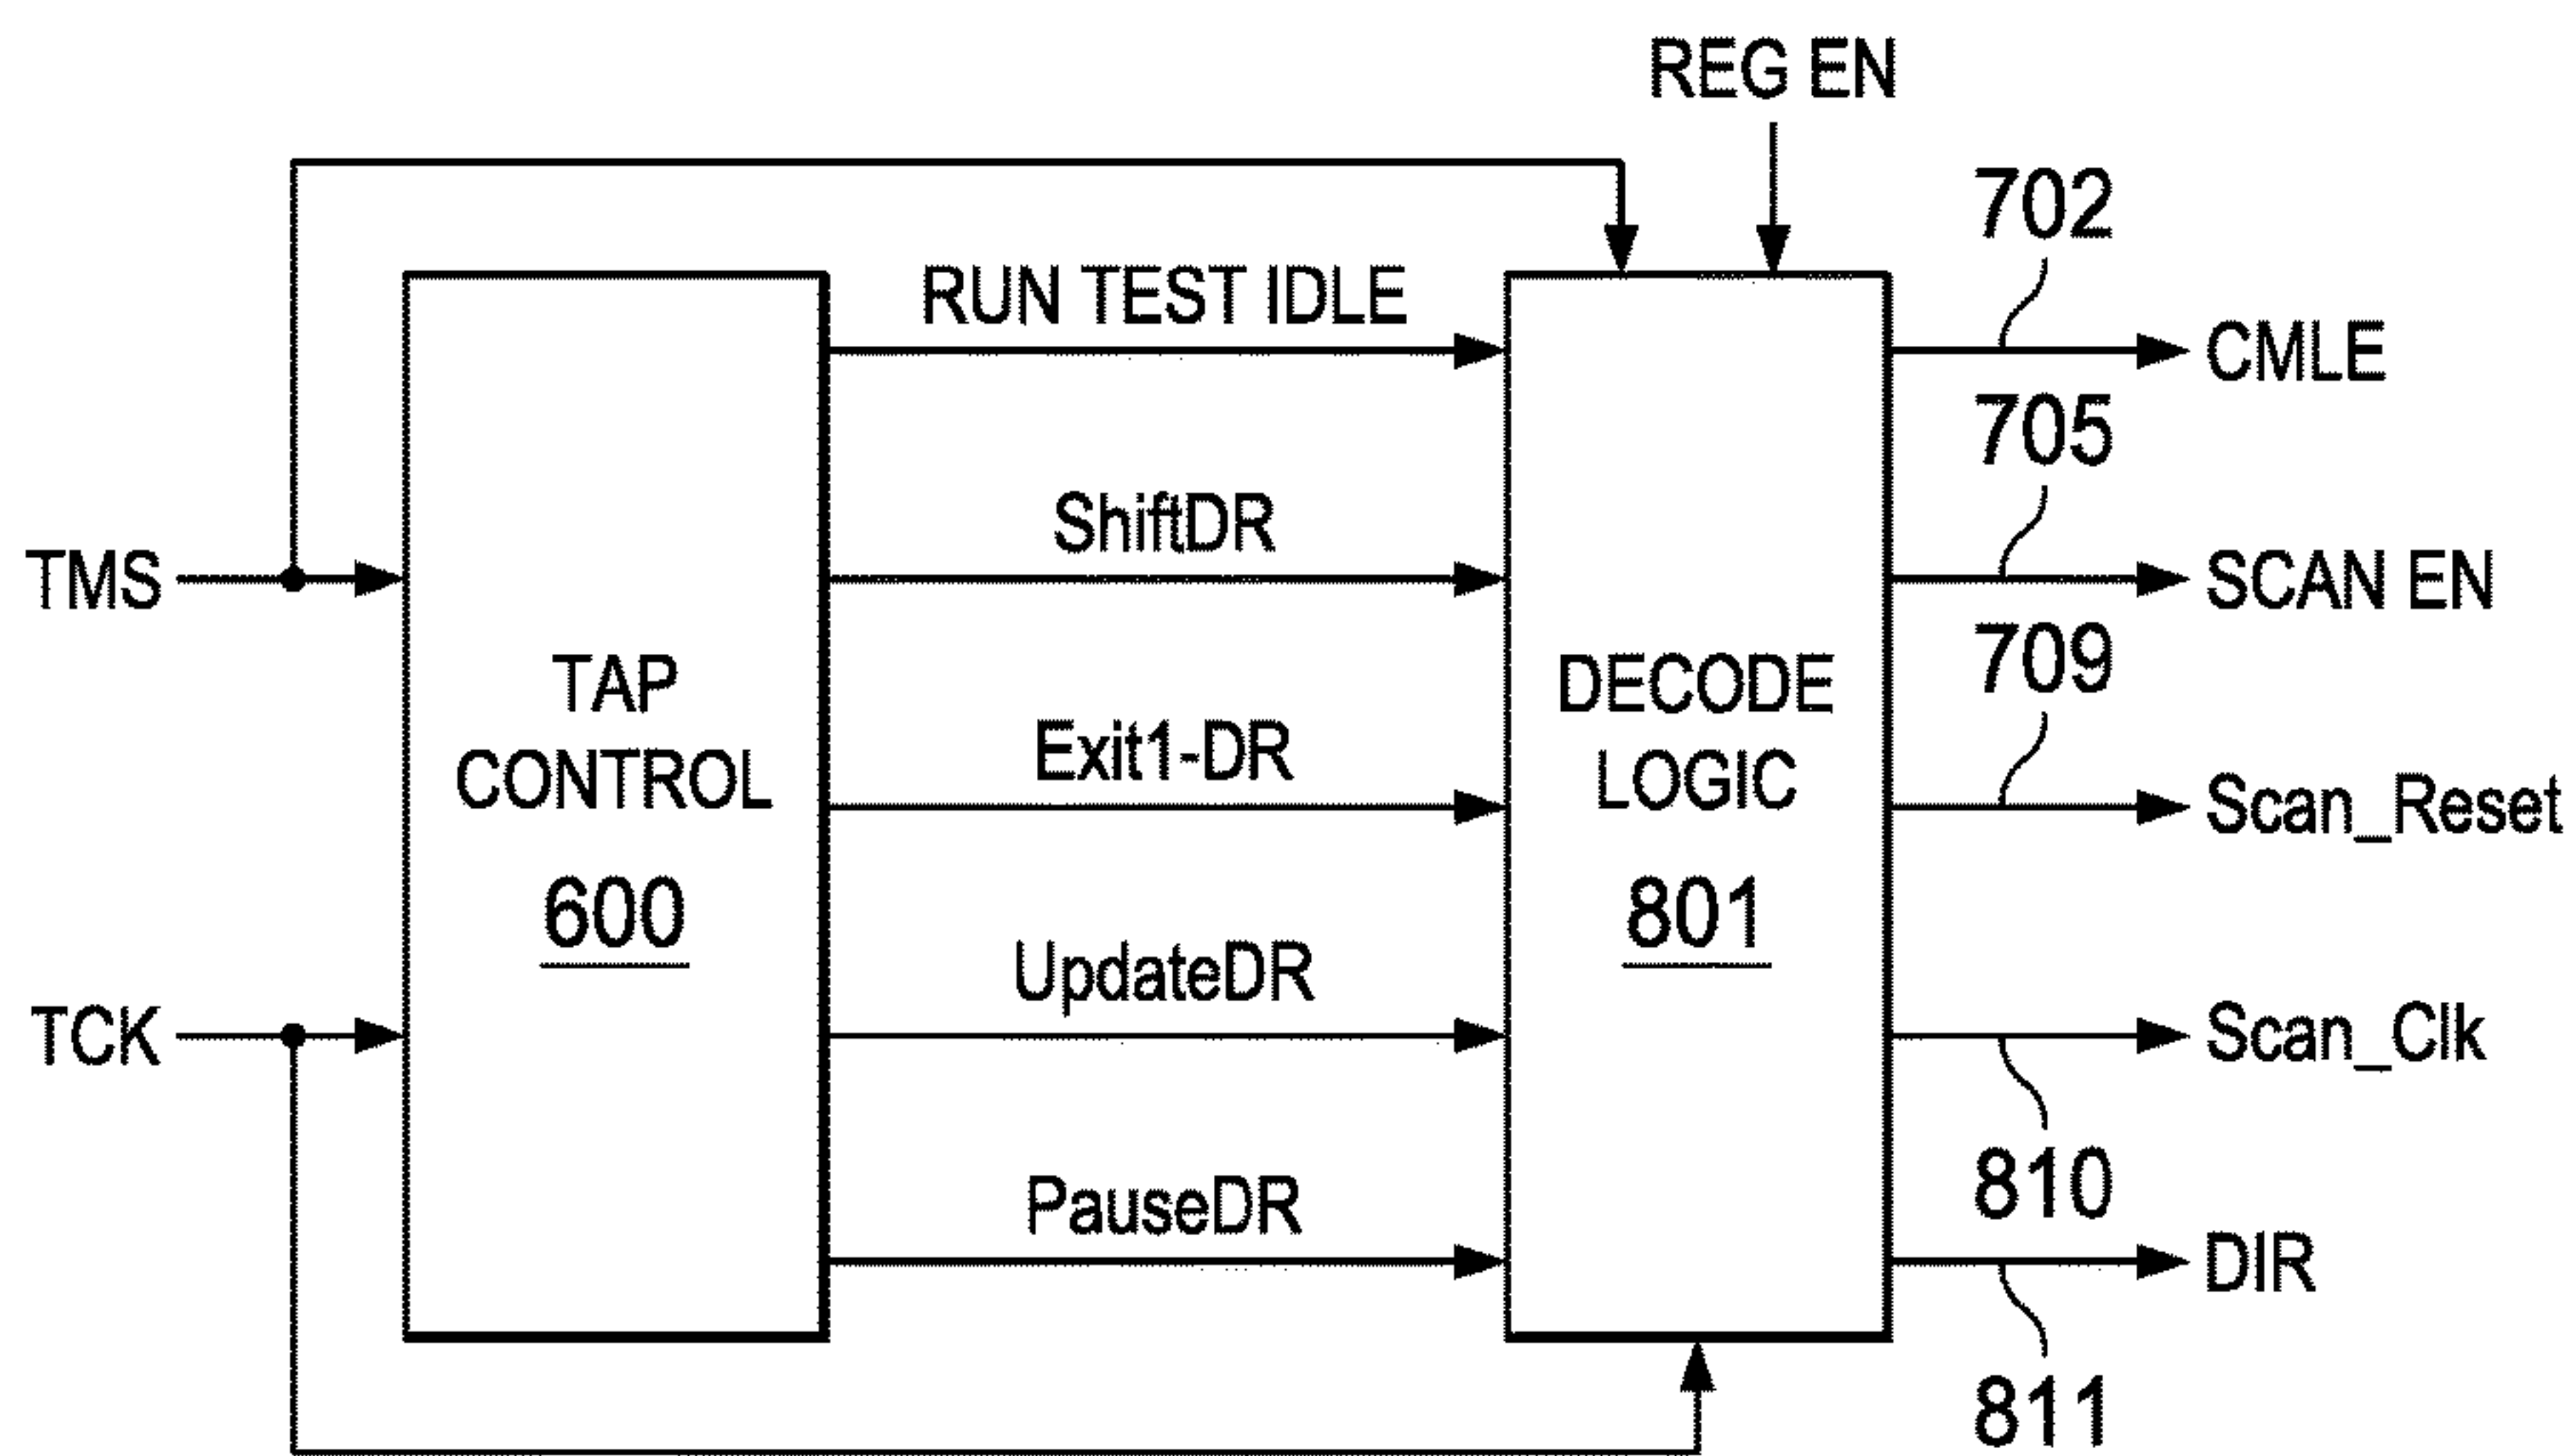 REG EN
702
RUN TEST IDLE
CMLE
705
ShiftDR
TMS
SCAN EN
709
TAP
CONTROL
600
Exit1-DR
DECODE
LOGIC
801
Scan_Reset
UpdateDR
TCK
Scan_Clk
810
PauseDR
DIR
811